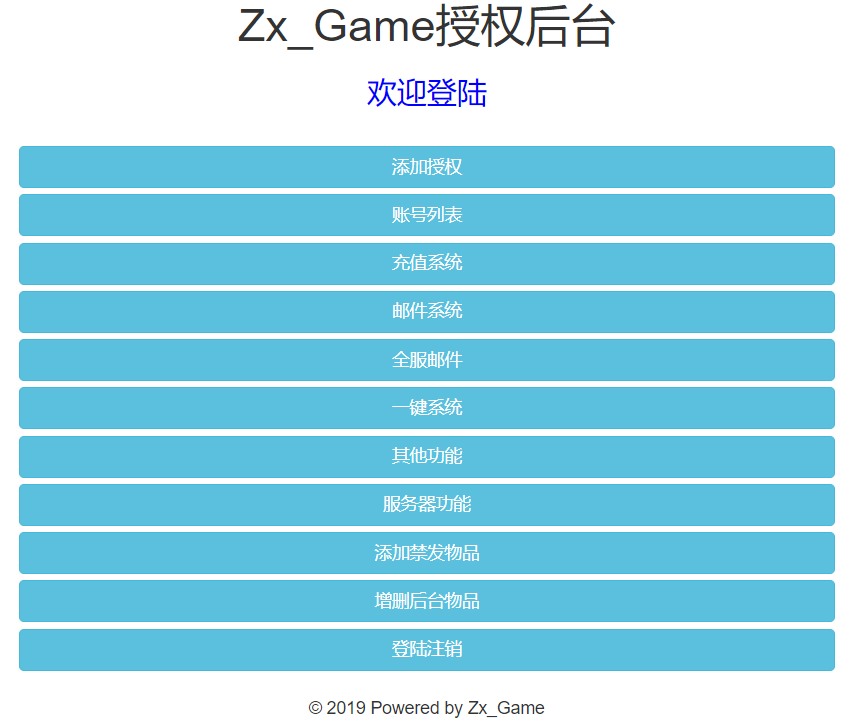 Zx_Game授权后台
欢迎登陆
添加授权
账号列表
充值系统
邮件系统
全服邮件
一键系统
其他功能
服务器功能
添加禁发物品
增删后台物品
登陆注销
© 2019 Powered by Zx_Game